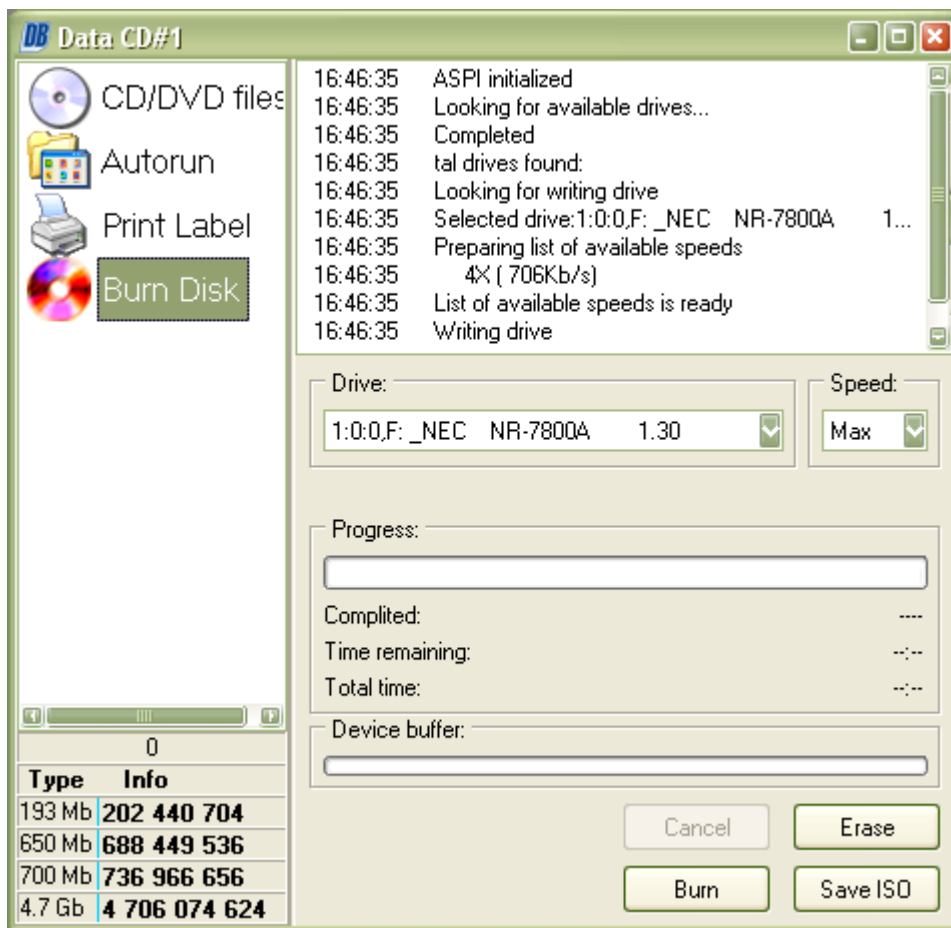 DB Data CD#1
CD/DVD files
Autorun
Print Label
Burn Disk
16:46:35 ASPI initialized
16:46:35 Looking for available drives...
16:46:35 Completed
16:46:35 tal drives found:
16:46:35 Looking for writing drive
16:46:35 Selected drive:1:0:0,F: _NEC NR-7800A 1...
16:46:35 Preparing list of available speeds
16:46:35 4X ( 706Kb/s)
16:46:35 List of available speeds is ready
16:46:35 Writing drive
Drive:
1:0:0,F: _NEC NR-7800A 1.30
Speed:
Max
Progress:
Complited: ----
Time remaining: --:--
Total time: --:--
Device buffer:
0
Type Info
193 Mb 202 440 704
650 Mb 688 449 536
700 Mb 736 966 656
4.7 Gb 4 706 074 624
Cancel
Erase
Burn
Save ISO